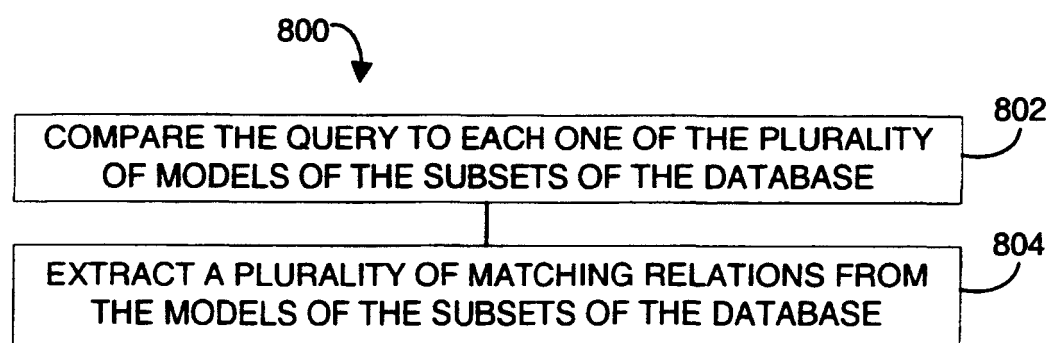 800
802
COMPARE THE QUERY TO EACH ONE OF THE PLURALITY
OF MODELS OF THE SUBSETS OF THE DATABASE
804
EXTRACT A PLURALITY OF MATCHING RELATIONS FROM
THE MODELS OF THE SUBSETS OF THE DATABASE